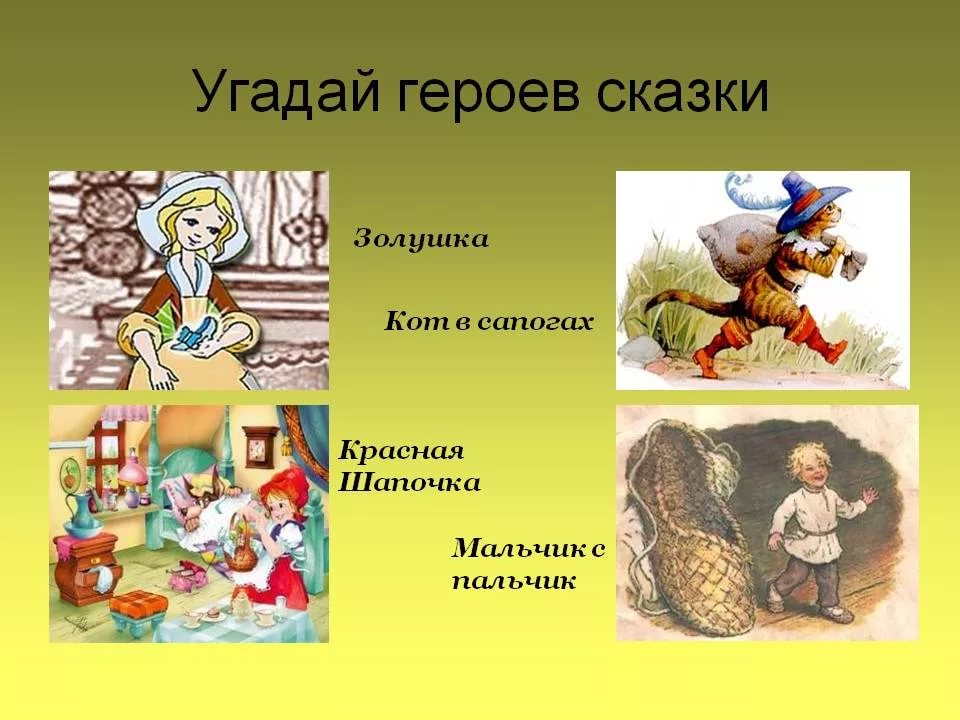 Угадай героев сказки
Золушка
Кот в сапогах
Красная
Шапочка
Мальчик с
пальчик